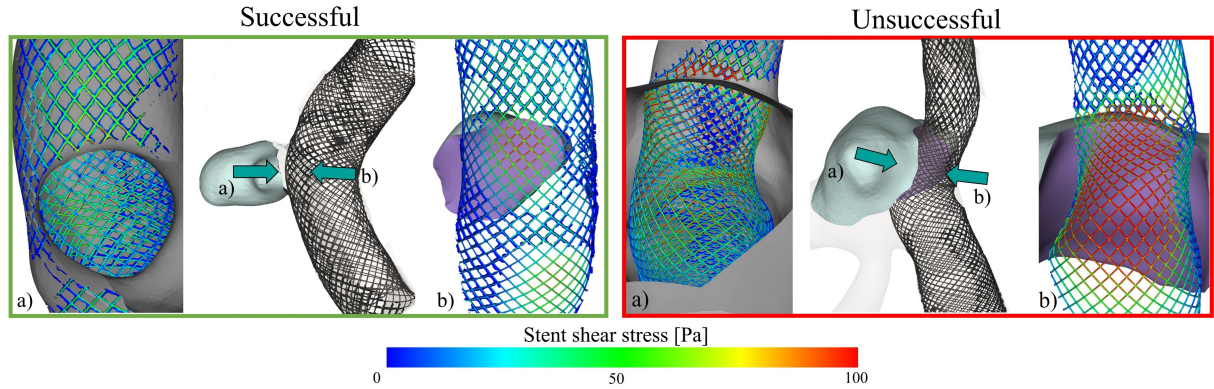 Successful
Unsuccessful
a)
a)
b)
b)
a)
a)
b)
b)
Stent shear stress [Pa]
0
50
100